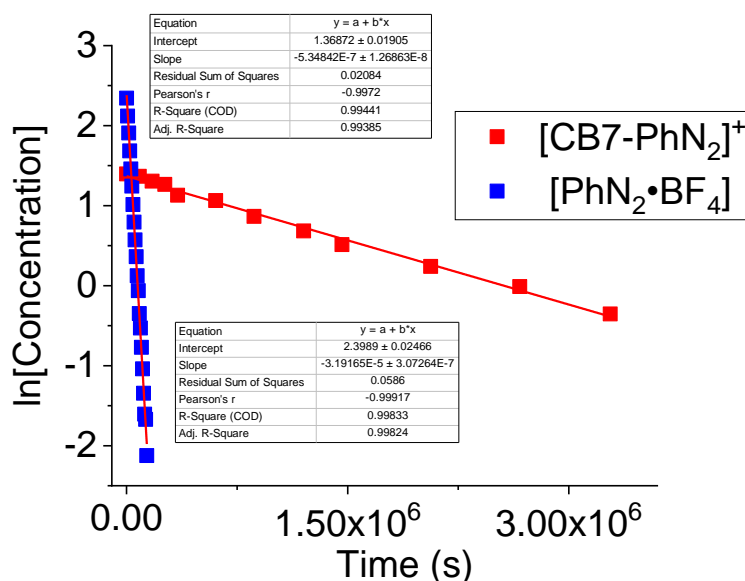 Equation y = a + b*x
Intercept 1.36872 ± 0.01905
Slope -5.34842E-7 ± 1.26863E-8
Residual Sum of Squares 0.02084
Pearson's r -0.9972
R-Square (COD) 0.99441
Adj. R-Square 0.99385
[CB7-PhN₂]⁺
[PhN₂•BF₄]
Equation y = a + b*x
Intercept 2.3989 ± 0.02466
Slope -3.19165E-5 ± 3.07264E-7
Residual Sum of Squares 0.0586
Pearson's r -0.99917
R-Square (COD) 0.99833
Adj. R-Square 0.99824
ln[Concentration]
3
2
1
0
-1
-2
0.00 1.50x10⁶ 3.00x10⁶
Time (s)